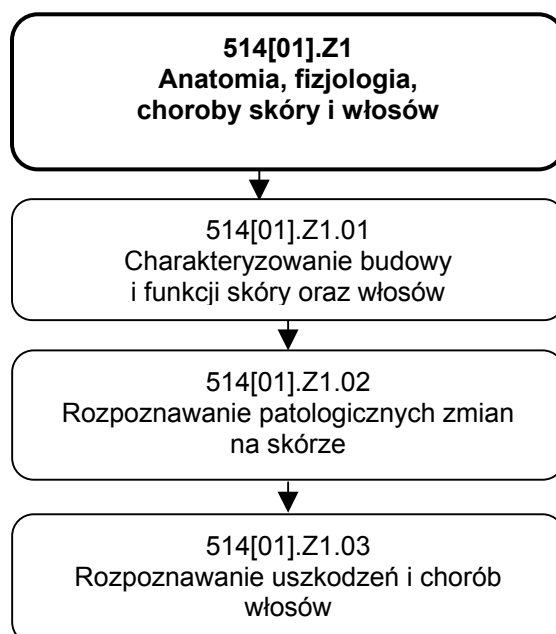 514[01].Z1
Anatomia, fizjologia,
choroby skóry i włosów
514[01].Z1.01
Charakteryzowanie budowy
i funkcji skóry oraz włosów
514[01].Z1.02
Rozpoznawanie patologicznych zmian
na skórze
514[01].Z1.03
Rozpoznawanie uszkodzeń i chorób
włosów